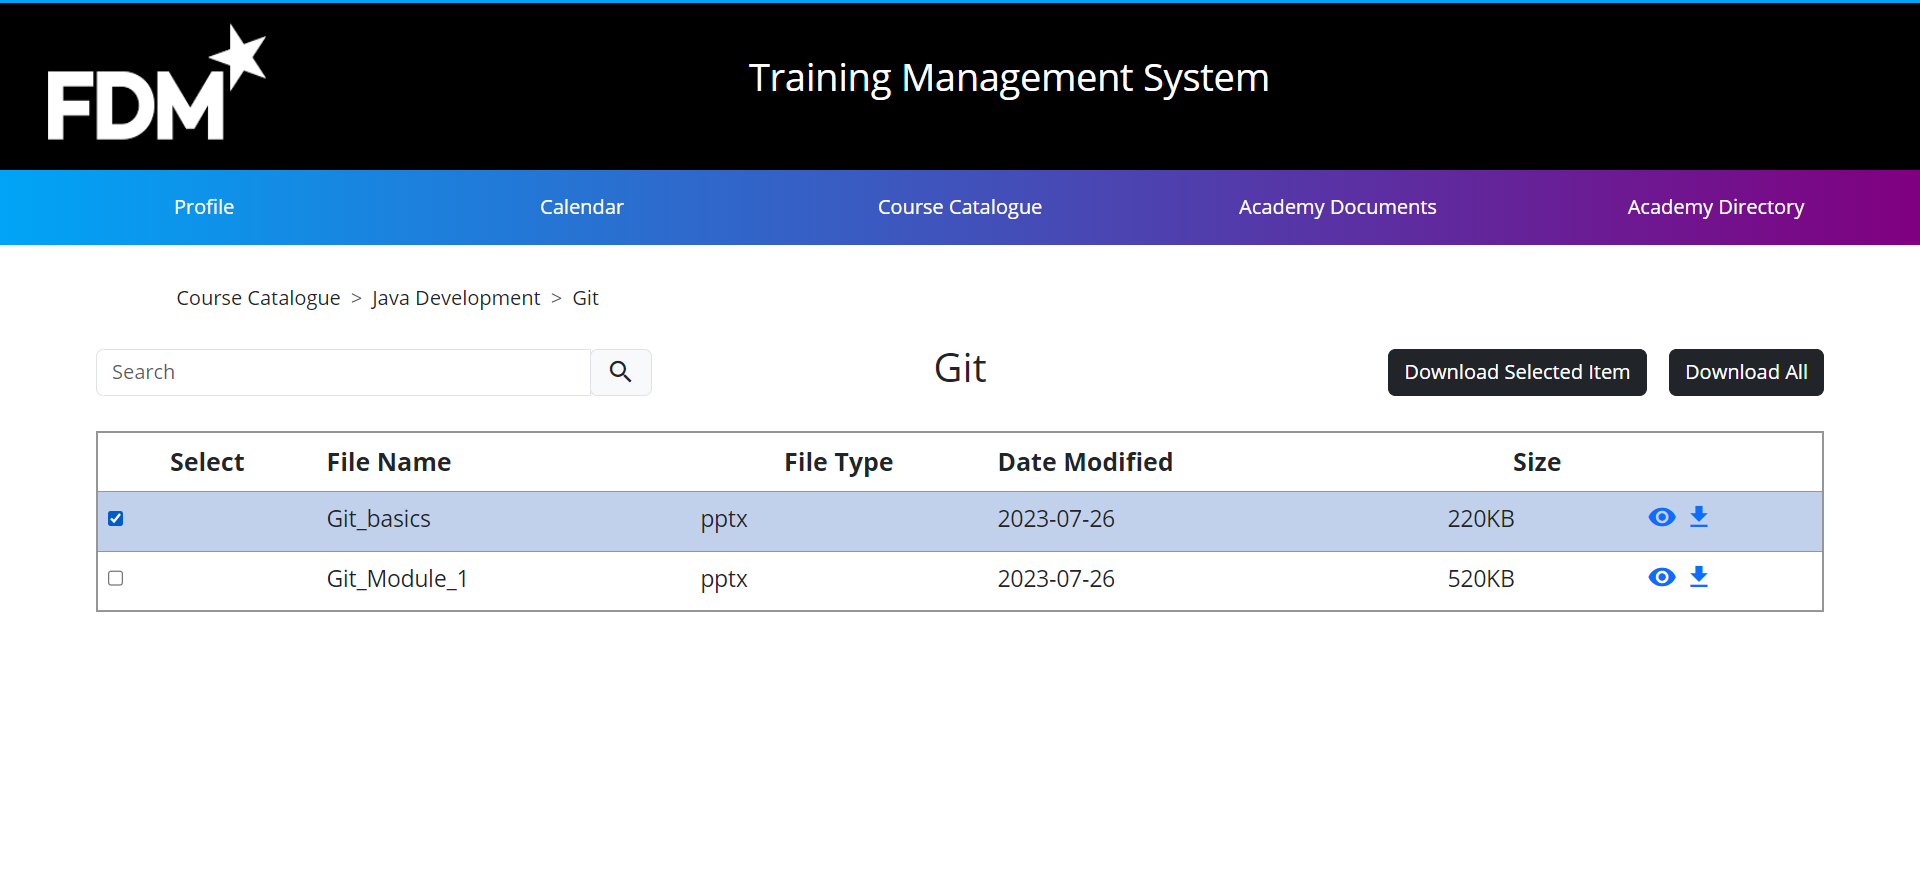 FDM
Training Management System
Profile Calendar Course Catalogue Academy Documents Academy Directory
Course Catalogue > Java Development > Git
Search Git Download Selected Item Download All
Select File Name File Type Date Modified Size
Git_basics pptx 2023-07-26 220KB
Git_Module_1 pptx 2023-07-26 520KB